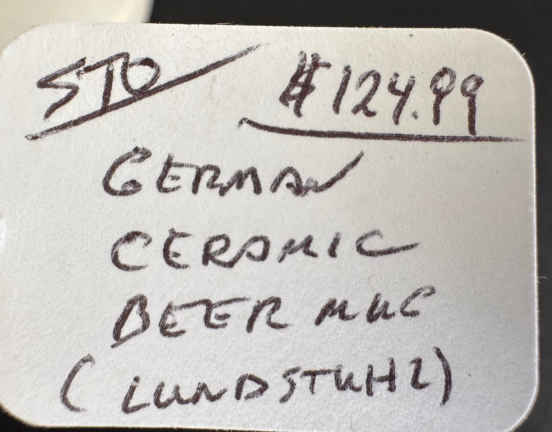 STO $124.99
GERMAN
CERAMIC
BEER MUG
(LUNDSTUHL)